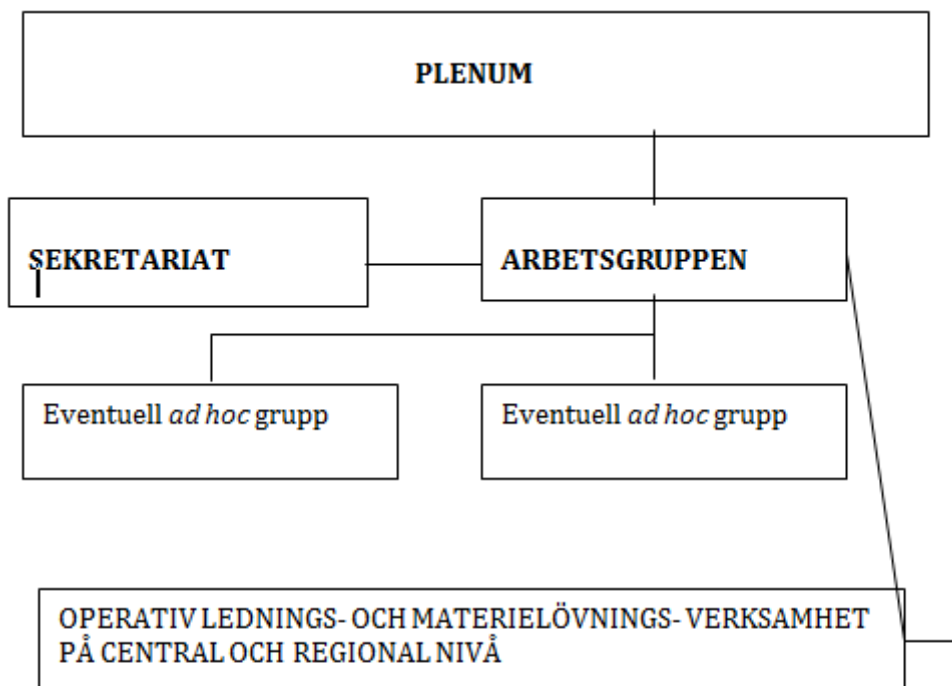 PLENUM
SEKRETARIAT
ARBETSGRUPPEN
Eventuell ad hoc grupp
Eventuell ad hoc grupp
OPERATIV LEDNINGS- OCH MATERIELÖVNINGS- VERKSAMHET
PÅ CENTRAL OCH REGIONAL NIVÅ